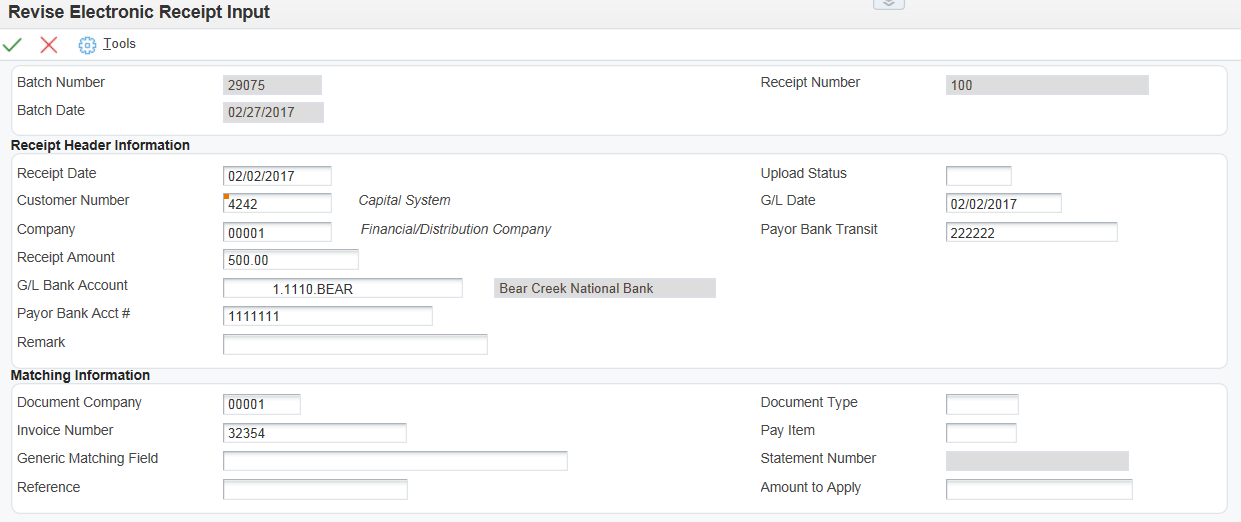 Revise Electronic Receipt Input
Tools
Batch Number 29075 Receipt Number 100
Batch Date 02/27/2017
Receipt Header Information
Receipt Date 02/02/2017 Upload Status
Customer Number 4242 Capital System G/L Date 02/02/2017
Company 00001 Financial/Distribution Company Payor Bank Transit 222222
Receipt Amount 500.00
G/L Bank Account 1.1110.BEAR Bear Creek National Bank
Payor Bank Acct # 1111111
Remark
Matching Information
Document Company 00001 Document Type
Invoice Number 32354 Pay Item
Generic Matching Field Statement Number
Reference Amount to Apply